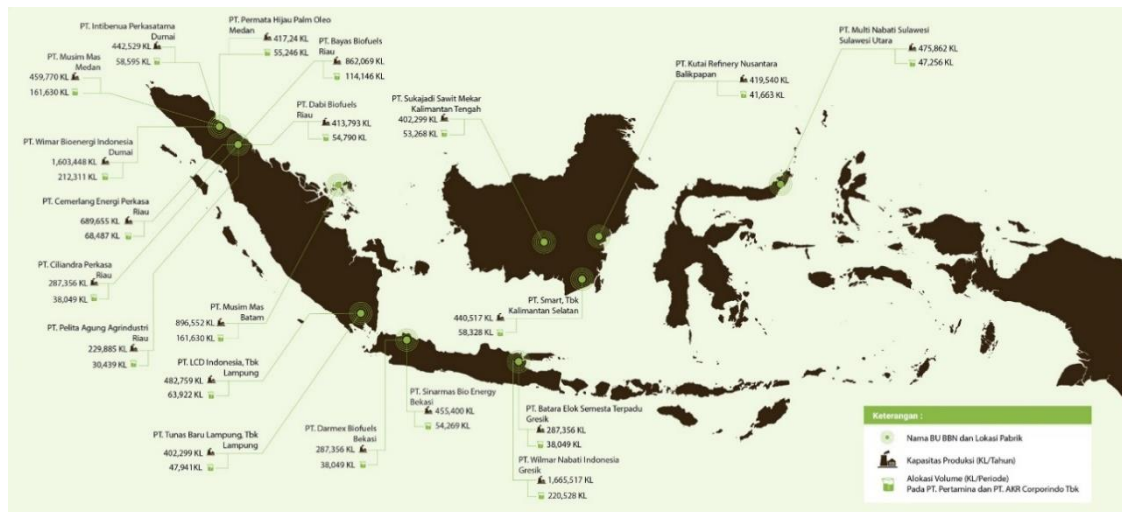 PT. Intibenua Perkasatama
Dumai
442,529 KL
58,595 KL
PT. Permata Hijau Palm Oleo
Medan
417,24 KL
55,246 KL
PT. Musim Mas
Medan
459,770 KL
161,630 KL
PT. Bayas Biofuels
Riau
862,069 KL
114,146 KL
PT. Dabi Biofuels
Riau
413,793 KL
54,790 KL
PT. Wimar Bioenergi Indonesia
Dumai
1,603,448 KL
212,311 KL
PT. Cemerlang Energi Perkasa
Riau
689,655 KL
68,487 KL
PT. Ciliandra Perkasa
Riau
287,356 KL
38,049 KL
PT. Pelita Agung Agrindustri
Riau
229,885 KL
30,439 KL
PT. Musim Mas
Batam
896,552 KL
161,630 KL
PT. LCD Indonesia, Tbk
Lampung
482,759 KL
63,922 KL
PT. Tunas Baru Lampung, Tbk
Lampung
402,299 KL
47,941KL
PT. Darmex Biofuels
Bekasi
287,356 KL
38,049 KL
PT. Sinarmas Bio Energy
Bekasi
455,400 KL
54,269 KL
PT. Batara Elok Semesta Terpadu
Gresik
287,356 KL
38,049 KL
PT. Wilmar Nabati Indonesia
Gresik
1,665,517 KL
220,528 KL
PT. Smart, Tbk
Kalimantan Selatan
440,517 KL
58,328 KL
PT. Sukajadi Sawit Mekar
Kalimantan Tengah
402,299 KL
53,268 KL
PT. Kutai Refinery Nusantara
Balikpapan
419,540 KL
41,663 KL
PT. Multi Nabati Sulawesi
Sulawesi Utara
475,862 KL
47,256 KL
Keterangan :
Nama BU BBN dan Lokasi Pabrik
Kapasitas Produksi (KL/Tahun)
Alokasi Volume (KL/Periode)
Pada PT. Pertamina dan PT. AKR Corporindo Tbk